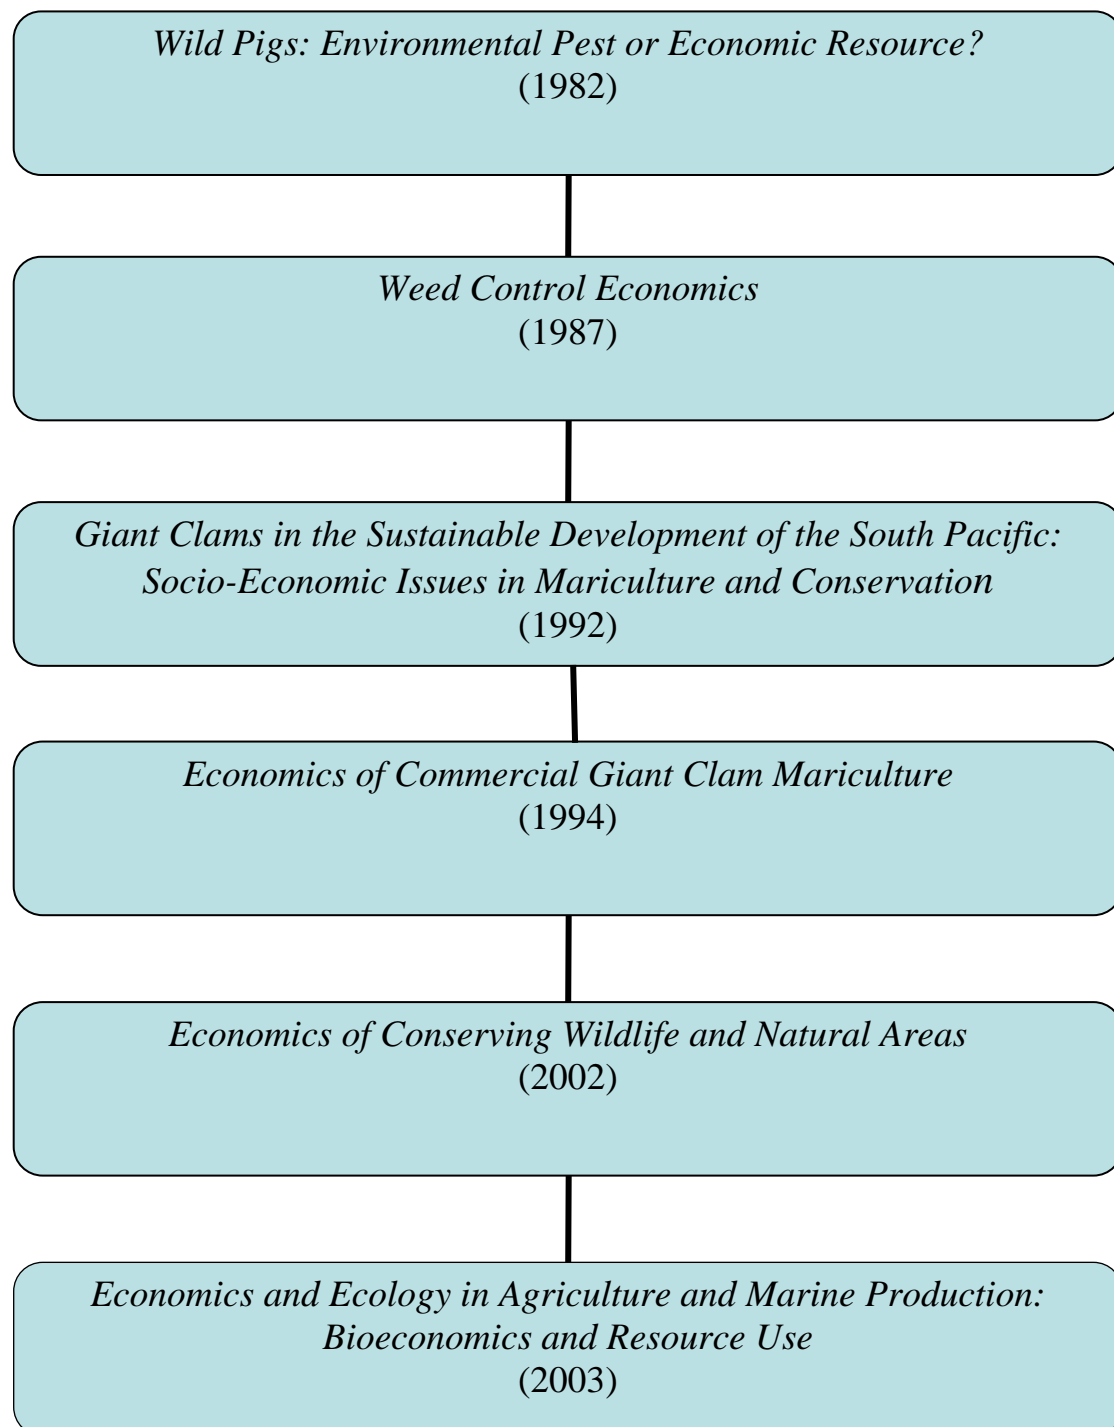 Wild Pigs: Environmental Pest or Economic Resource?
(1982)
Weed Control Economics
(1987)
Giant Clams in the Sustainable Development of the South Pacific:
Socio-Economic Issues in Mariculture and Conservation
(1992)
Economics of Commercial Giant Clam Mariculture
(1994)
Economics of Conserving Wildlife and Natural Areas
(2002)
Economics and Ecology in Agriculture and Marine Production:
Bioeconomics and Resource Use
(2003)